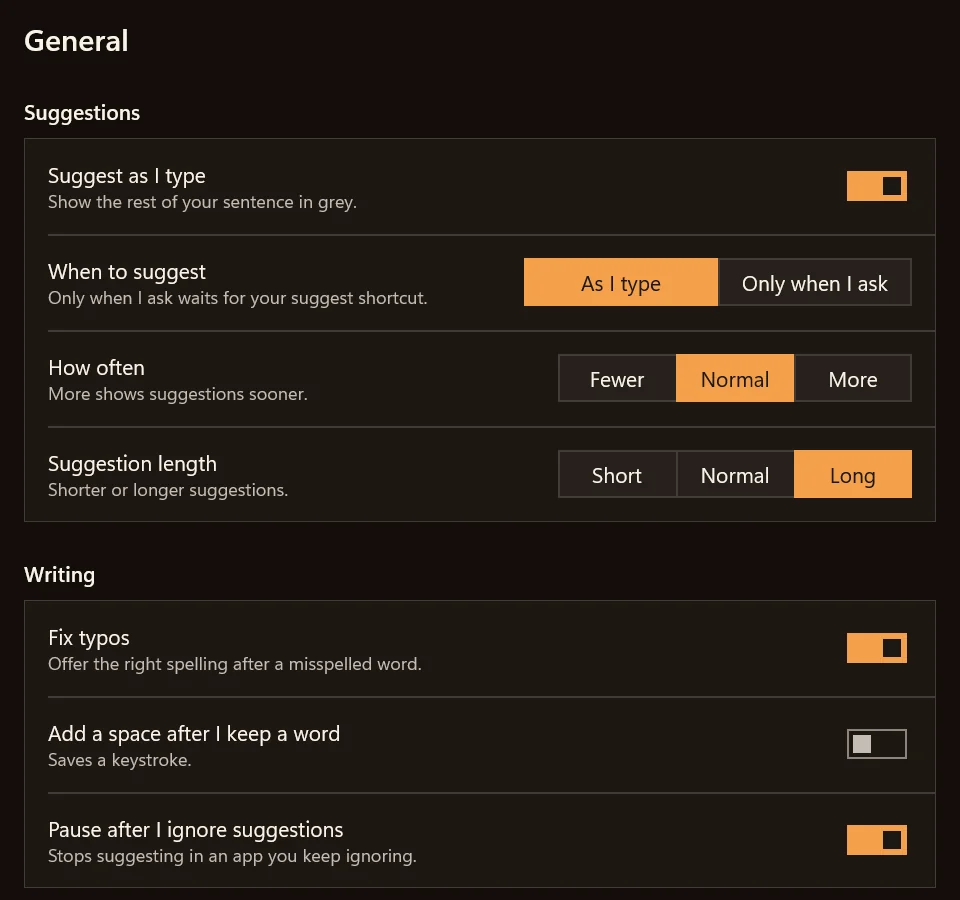 General
Suggestions
Suggest as I type
Show the rest of your sentence in grey.
When to suggest
Only when I ask waits for your suggest shortcut.
As I type
Only when I ask
How often
More shows suggestions sooner.
Fewer
Normal
More
Suggestion length
Shorter or longer suggestions.
Short
Normal
Long
Writing
Fix typos
Offer the right spelling after a misspelled word.
Add a space after I keep a word
Saves a keystroke.
Pause after I ignore suggestions
Stops suggesting in an app you keep ignoring.